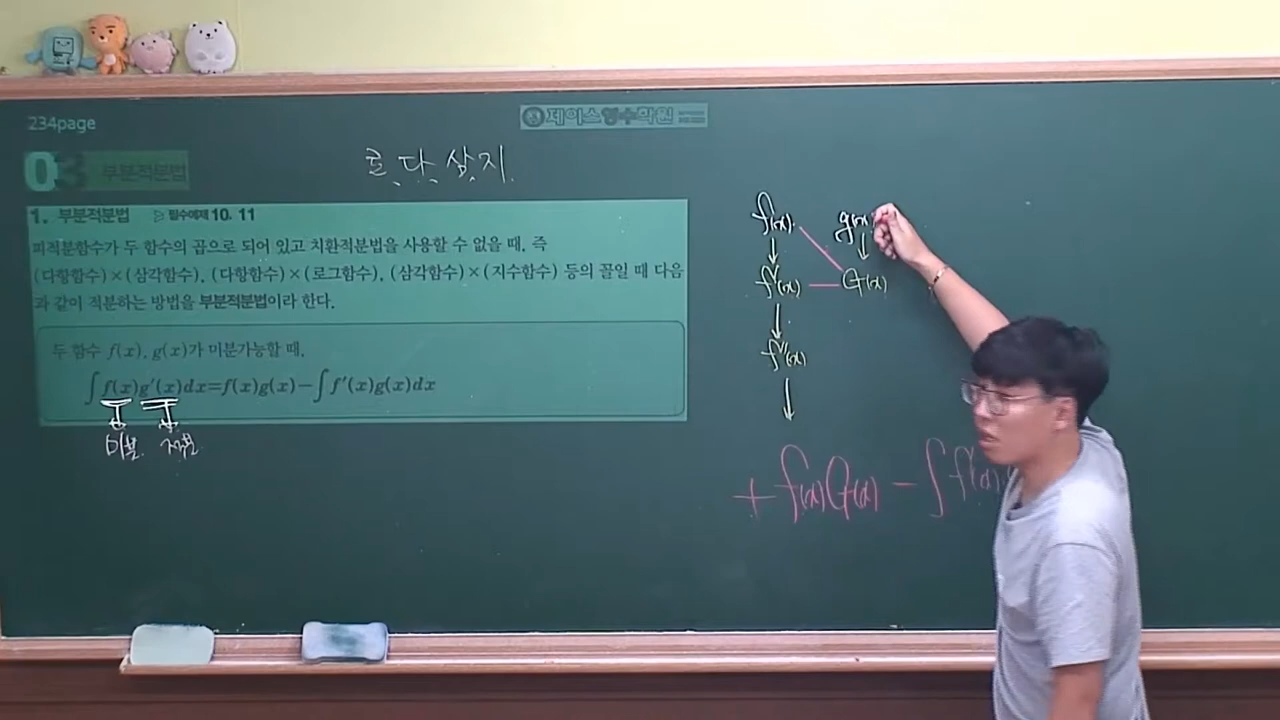 234page
제이스영수학원
로 다 삼 지
03 부분적분법
1. 부분적분법 ▷ 필수예제 10, 11
피적분함수가 두 함수의 곱으로 되어 있고 치환적분법을 사용할 수 없을 때, 즉
(다항함수)×(삼각함수), (다항함수)×(로그함수), (삼각함수)×(지수함수) 등의 꼴일 때 다음
과 같이 적분하는 방법을 부분적분법이라 한다.
두 함수 f(x), g(x)가 미분가능할 때,
∫f(x)g′(x)dx=f(x)g(x)−∫f′(x)g(x)dx
미분 적분
f(x) g(x)
f′(x) G(x)
f″(x)
+ f(x)G(x) − ∫f′(x)